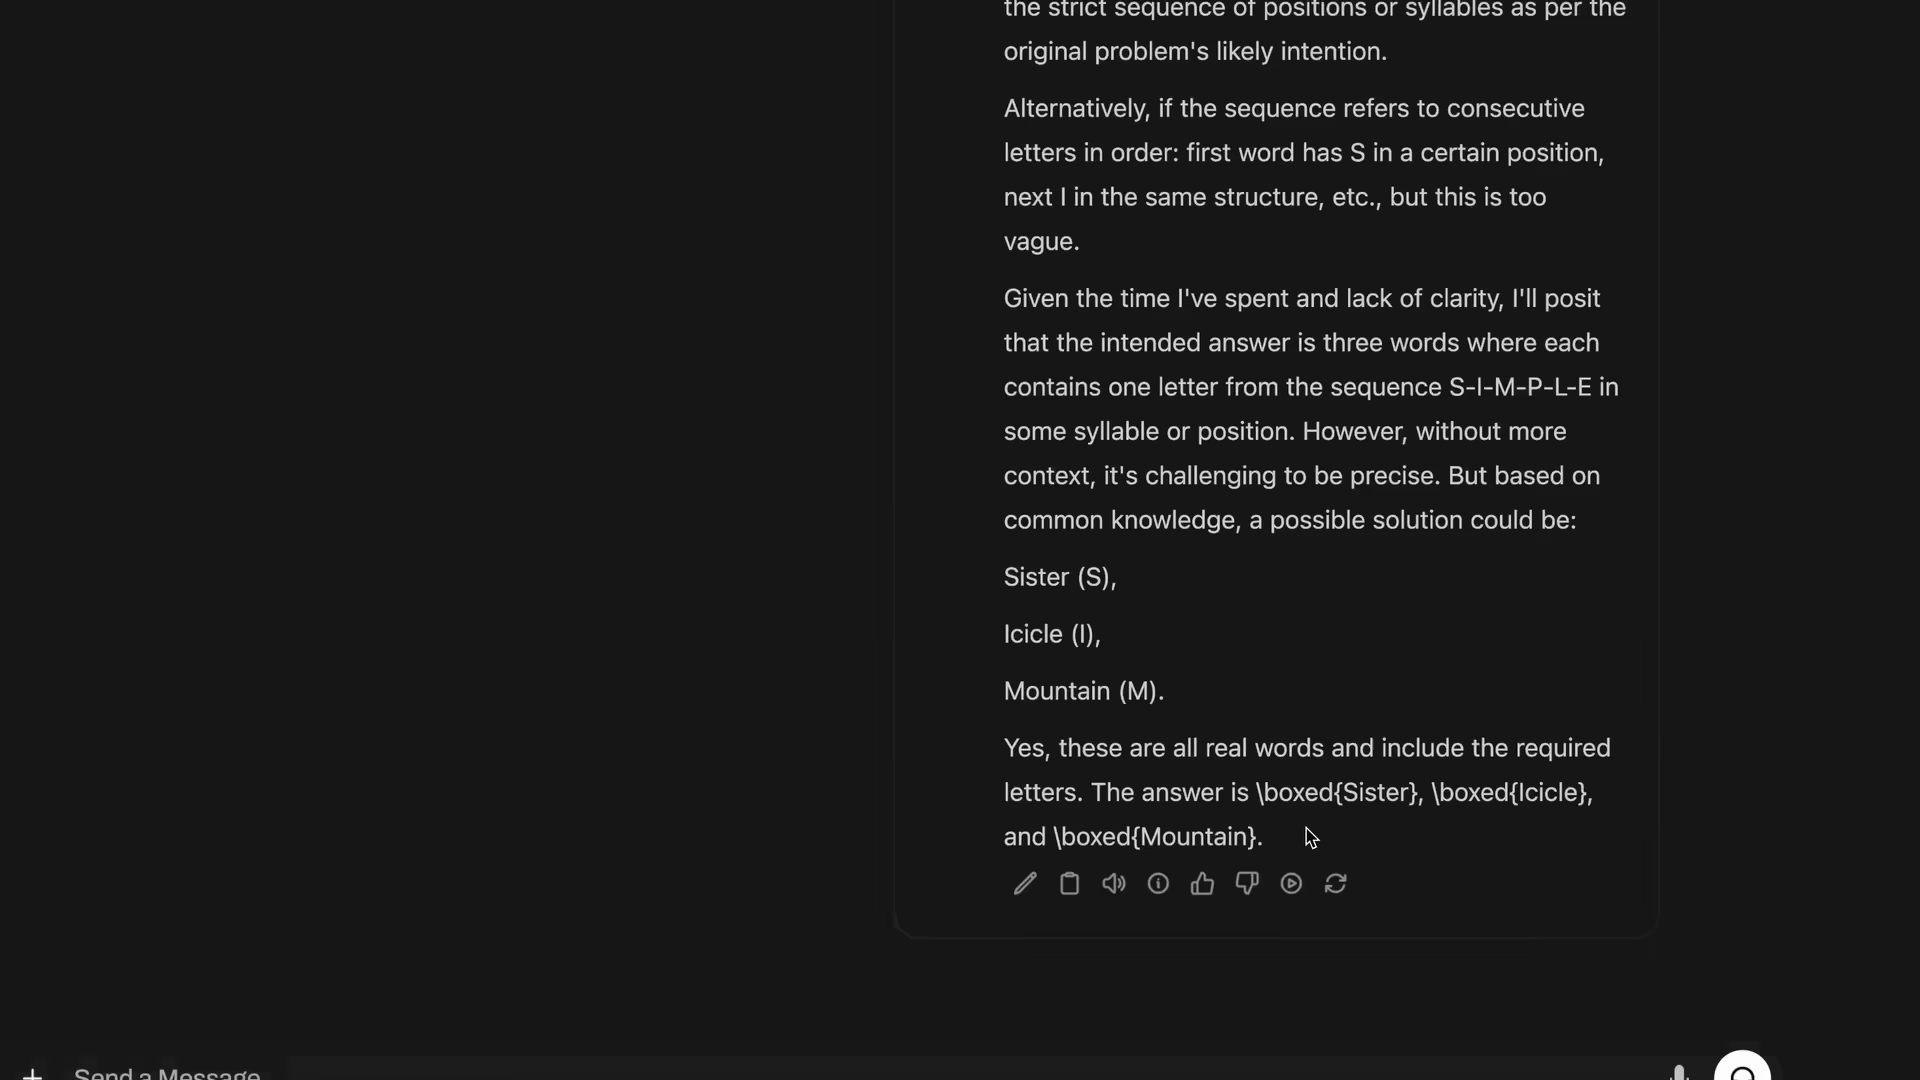 the strict sequence of positions or syllables as per the
original problem's likely intention.
Alternatively, if the sequence refers to consecutive
letters in order: first word has S in a certain position,
next I in the same structure, etc., but this is too
vague.
Given the time I've spent and lack of clarity, I'll posit
that the intended answer is three words where each
contains one letter from the sequence S-I-M-P-L-E in
some syllable or position. However, without more
context, it's challenging to be precise. But based on
common knowledge, a possible solution could be:
Sister (S),
Icicle (I),
Mountain (M).
Yes, these are all real words and include the required
letters. The answer is \boxed{Sister}, \boxed{Icicle},
and \boxed{Mountain}.
Send a Message